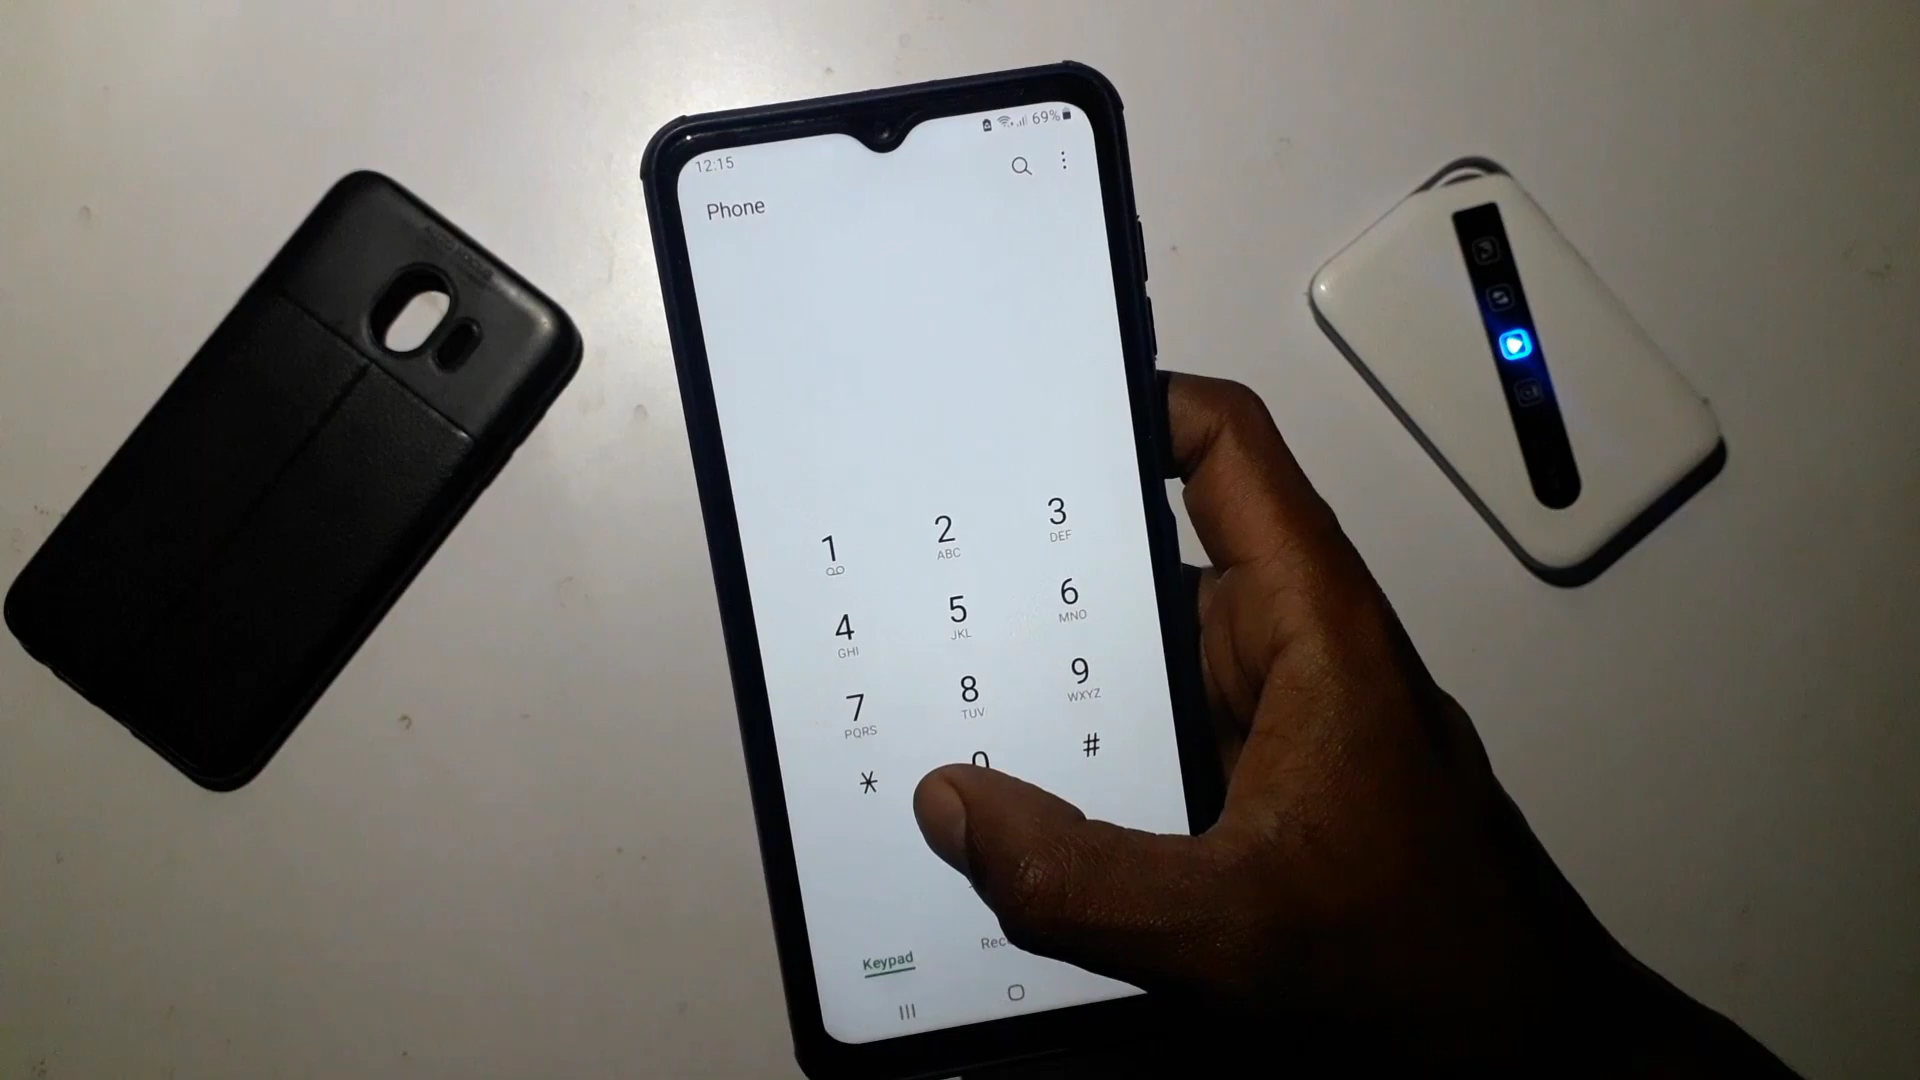 12:15
69%
Phone
1
2
ABC
3
DEF
4
GHI
5
JKL
6
MNO
7
PQRS
8
TUV
9
WXYZ
*
0
#
Keypad